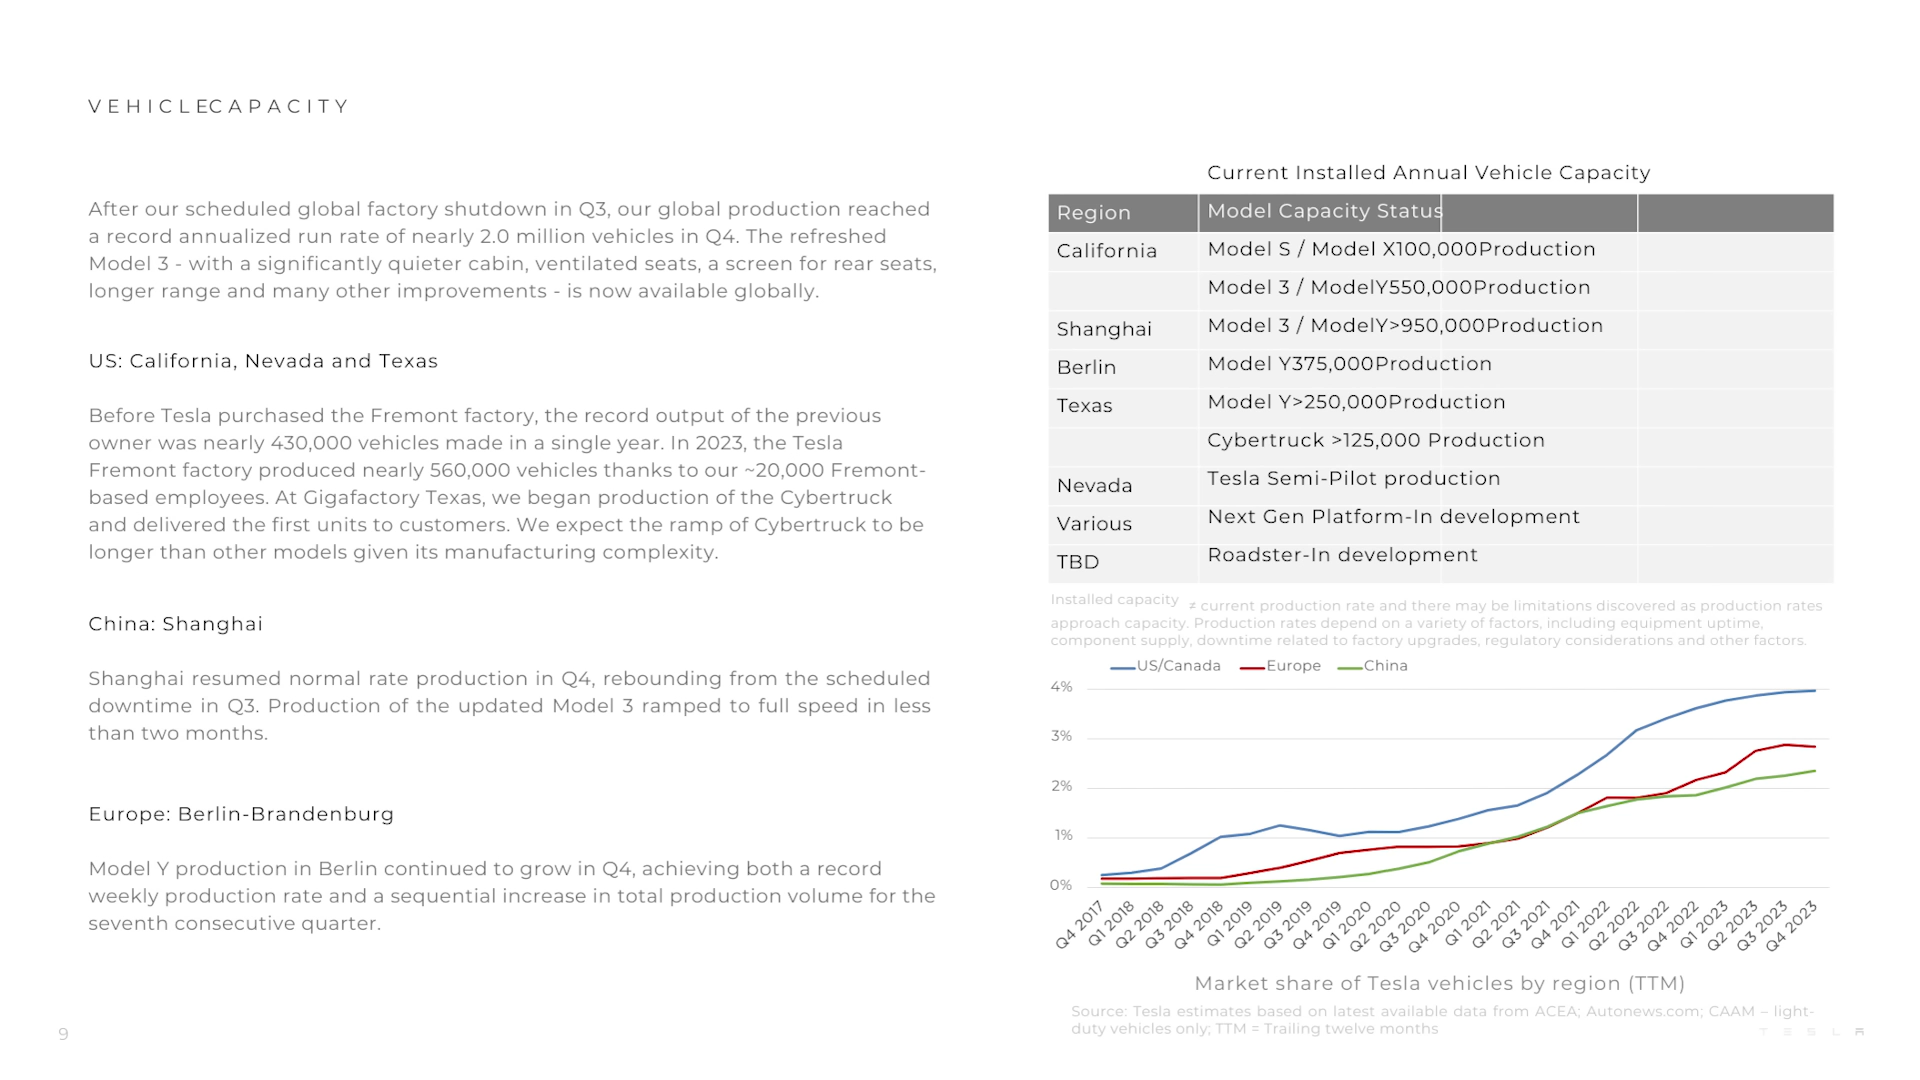 VEHICLECAPACITY
After our scheduled global factory shutdown in Q3, our global production reached
a record annualized run rate of nearly 2.0 million vehicles in Q4. The refreshed
Model 3 - with a significantly quieter cabin, ventilated seats, a screen for rear seats,
longer range and many other improvements - is now available globally.
US: California, Nevada and Texas
Before Tesla purchased the Fremont factory, the record output of the previous
owner was nearly 430,000 vehicles made in a single year. In 2023, the Tesla
Fremont factory produced nearly 560,000 vehicles thanks to our ~20,000 Fremont-
based employees. At Gigafactory Texas, we began production of the Cybertruck
and delivered the first units to customers. We expect the ramp of Cybertruck to be
longer than other models given its manufacturing complexity.
China: Shanghai
Shanghai resumed normal rate production in Q4, rebounding from the scheduled
downtime in Q3. Production of the updated Model 3 ramped to full speed in less
than two months.
Europe: Berlin-Brandenburg
Model Y production in Berlin continued to grow in Q4, achieving both a record
weekly production rate and a sequential increase in total production volume for the
seventh consecutive quarter.
9
Current Installed Annual Vehicle Capacity
Region Model Capacity Status
California Model S / Model X100,000Production
Model 3 / ModelY550,000Production
Shanghai Model 3 / ModelY>950,000Production
Berlin Model Y375,000Production
Texas Model Y>250,000Production
Cybertruck >125,000 Production
Nevada Tesla Semi-Pilot production
Various Next Gen Platform-In development
TBD Roadster-In development
Installed capacity ≠ current production rate and there may be limitations discovered as production rates
approach capacity. Production rates depend on a variety of factors, including equipment uptime,
component supply, downtime related to factory upgrades, regulatory considerations and other factors.
US/Canada Europe China
4%
3%
2%
1%
0%
Q4 2017
Q1 2018
Q2 2018
Q3 2018
Q4 2018
Q1 2019
Q2 2019
Q3 2019
Q4 2019
Q1 2020
Q2 2020
Q3 2020
Q4 2020
Q1 2021
Q2 2021
Q3 2021
Q4 2021
Q1 2022
Q2 2022
Q3 2022
Q4 2022
Q1 2023
Q2 2023
Q3 2023
Q4 2023
Market share of Tesla vehicles by region (TTM)
Source: Tesla estimates based on latest available data from ACEA; Autonews.com; CAAM – light-
duty vehicles only; TTM = Trailing twelve months
TESLA